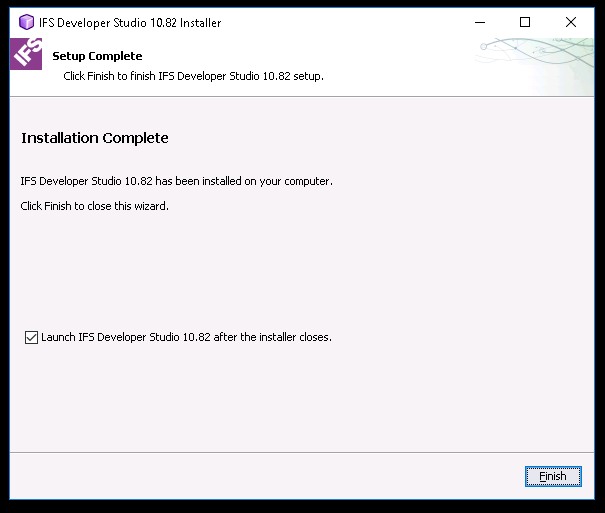 IFS Developer Studio 10.82 Installer
IFS
Setup Complete
Click Finish to finish IFS Developer Studio 10.82 setup.
Installation Complete
IFS Developer Studio 10.82 has been installed on your computer.
Click Finish to close this wizard.
Launch IFS Developer Studio 10.82 after the installer closes.
Finish